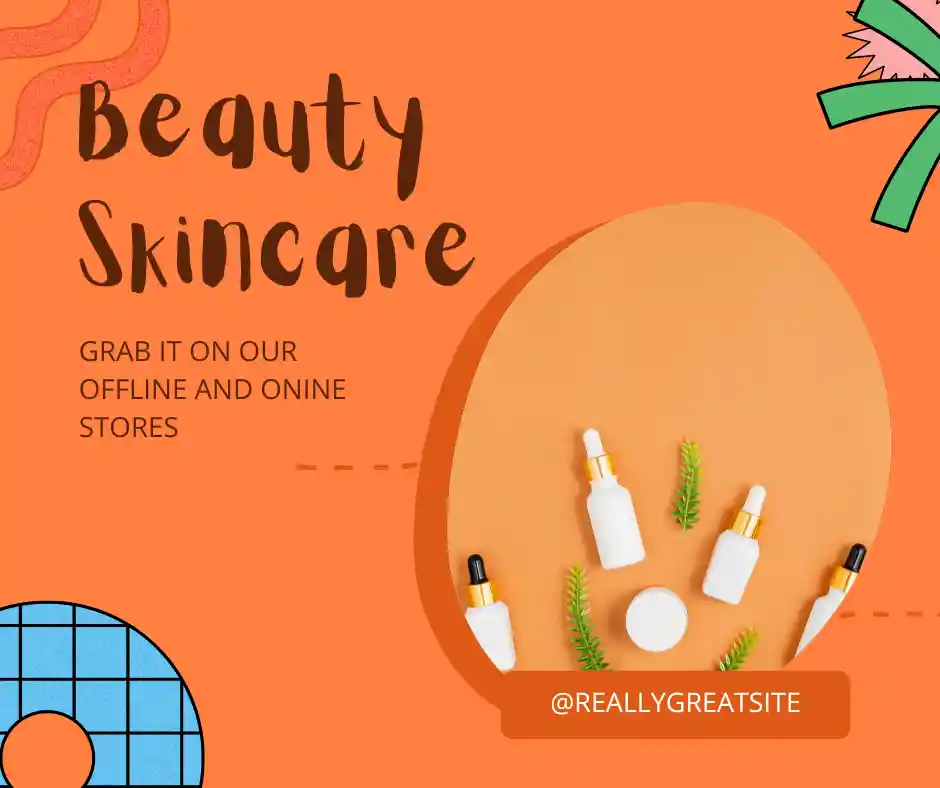 Beauty
Skincare
GRAB IT ON OUR
OFFLINE AND ONINE
STORES
@REALLYGREATSITE